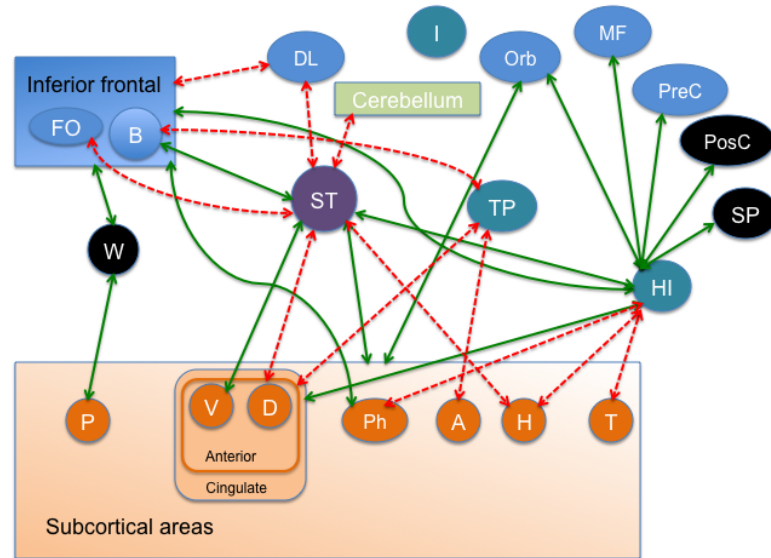 I
MF
DL
Orb
Inferior frontal
PreC
Cerebellum
FO
B
PosC
ST
TP
SP
W
HI
P
V
D
Ph
A
H
T
Anterior
Cingulate
Subcortical areas